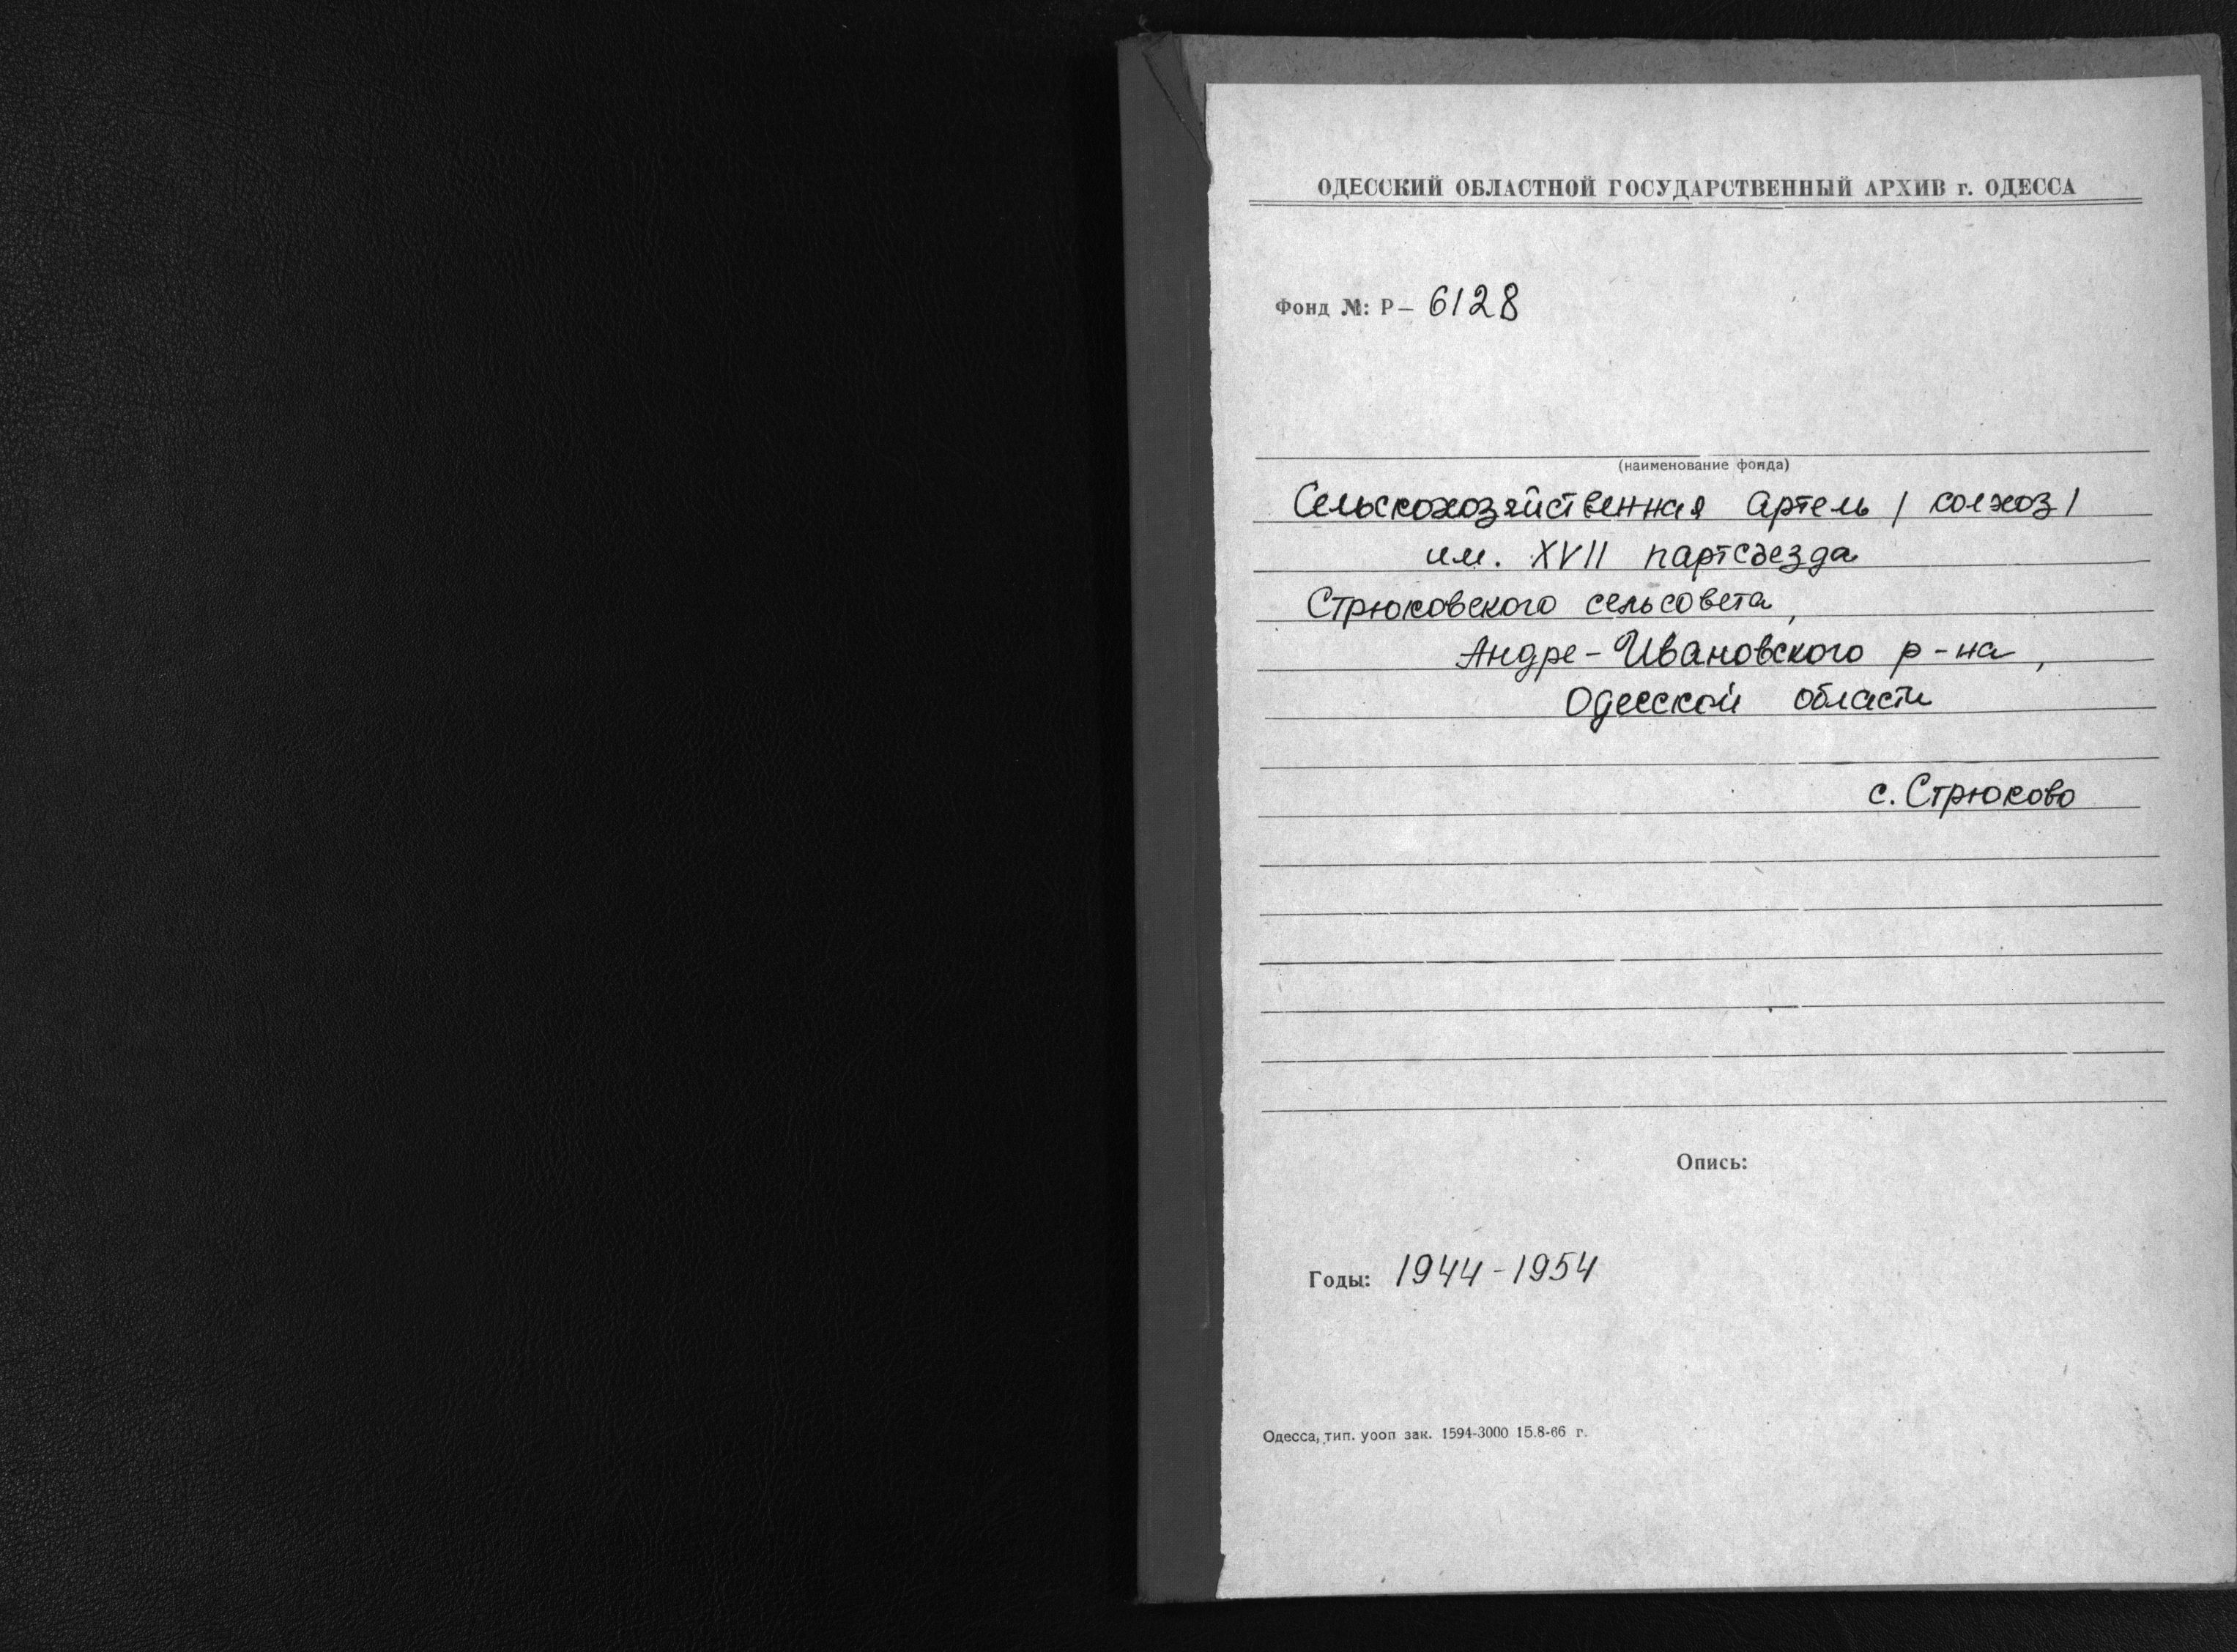 ОДЕССКИЙ ОБЛАСТНОЙ ГОСУДАРСТВЕННЫЙ АРХИВ г. ОДЕССА
Фонд №: Р— 6128
(наименование фонда)
Сельскохозяйственная Артель / колхоз /
им. XVII партсъезда
Стрюковского сельсовета,
Андре-Ивановского р-на,
Одесской области
с. Стрюково
Опись:
Годы: 1944-1954
Одесса, тип. уооп зак. 1594-3000 15.8-66 г.